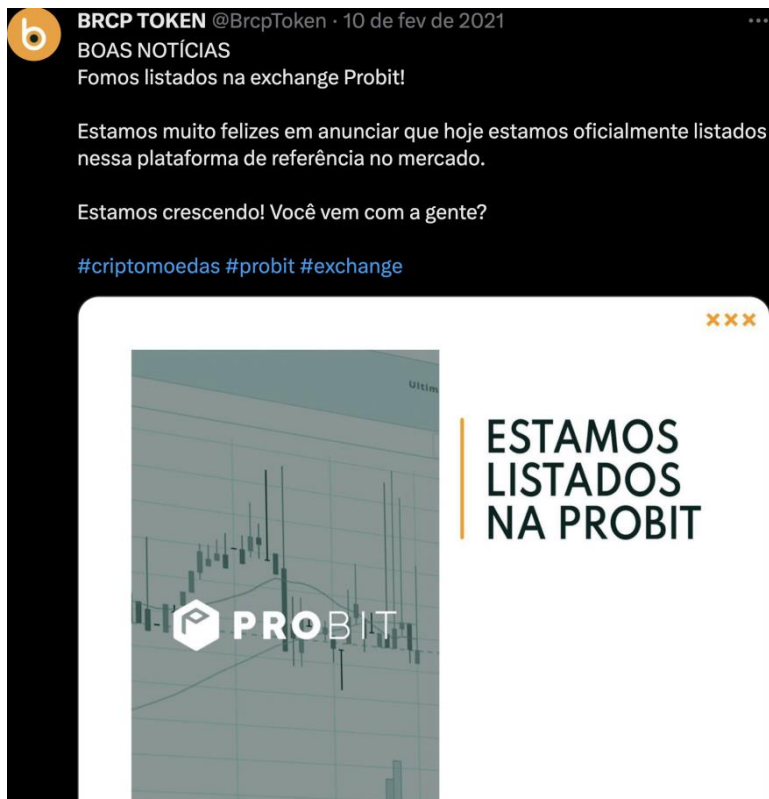 BRCP TOKEN @BrcpToken · 10 de fev de 2021
BOAS NOTÍCIAS
Fomos listados na exchange Probit!
Estamos muito felizes em anunciar que hoje estamos oficialmente listados
nessa plataforma de referência no mercado.
Estamos crescendo! Você vem com a gente?
#criptomoedas #probit #exchange
Ultim
ESTAMOS
LISTADOS
NA PROBIT
PROBIT